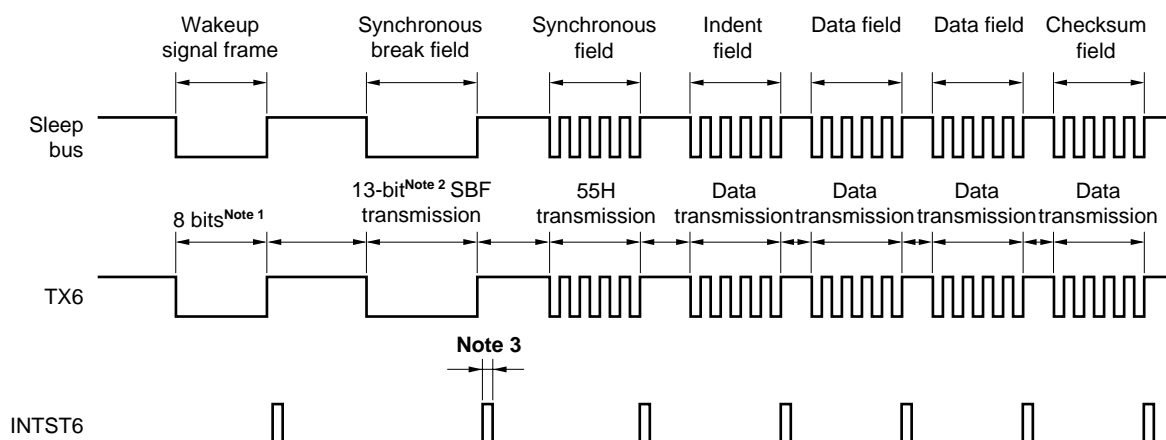 Wakeup
signal frame
Synchronous
break field
Synchronous
field
Indent
field
Data field
Data field
Checksum
field
Sleep
bus
8 bitsNote 1
13-bitNote 2 SBF
transmission
55H
transmission
Data
transmission
Data
transmission
Data
transmission
Data
transmission
TX6
Note 3
INTST6